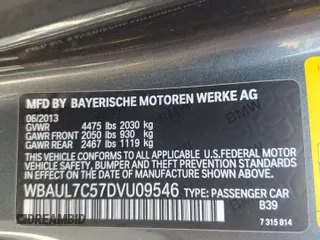 MFD BY BAYERISCHE MOTOREN WERKE AG
06/2013
GVWR 4475 lbs 2030 kg
GAWR FRONT 2050 lbs 930 kg
GAWR REAR 2467 lbs 1119 kg
THIS VEHICLE CONFORMS TO ALL APPLICABLE
U.S. FEDERAL MOTOR VEHICLE SAFETY,
BUMPER, AND THEFT PREVENTION STANDARDS
IN EFFECT ON THE DATE OF MANUFACTURE
SHOWN ABOVE.
WBAUL7C57DVU09546 TYPE: PASSENGER CAR
B39
7 315 814
DREAMBID
BMW